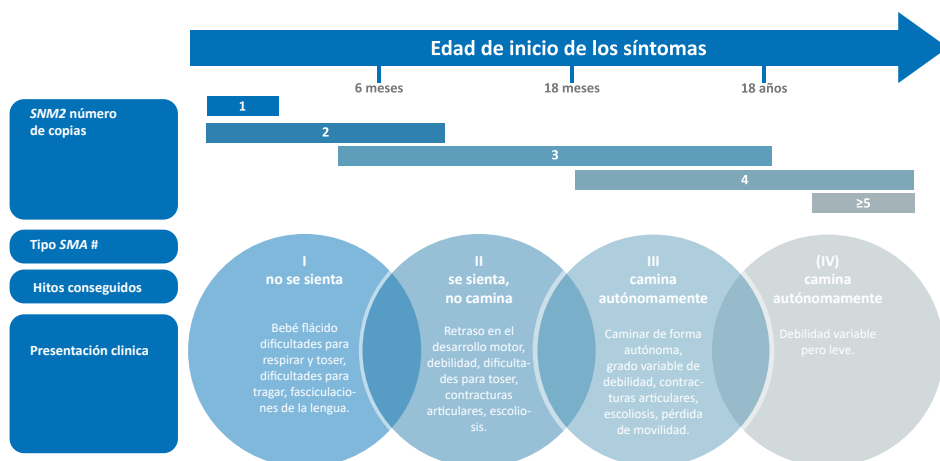 Edad de inicio de los síntomas
6 meses
18 meses
18 años
SNM2 número
de copias
1
2
3
4
≥5
Tipo SMA #
Hitos conseguidos
Presentación clinica
I
no se sienta
Bebé flácido
dificultades para
respirar y toser,
dificultades para
tragar, fasciculacio-
nes de la lengua.
II
se sienta,
no camina
Retraso en el
desarrollo motor,
debilidad, dificulta-
des para toser,
contracturas
articulares, escolio-
sis.
III
camina
autónomamente
Caminar de forma
autónoma,
grado variable de
debilidad, contrac-
turas articulares,
escoliosis, pérdida
de movilidad.
(IV)
camina
autónomamente
Debilidad variable
pero leve.